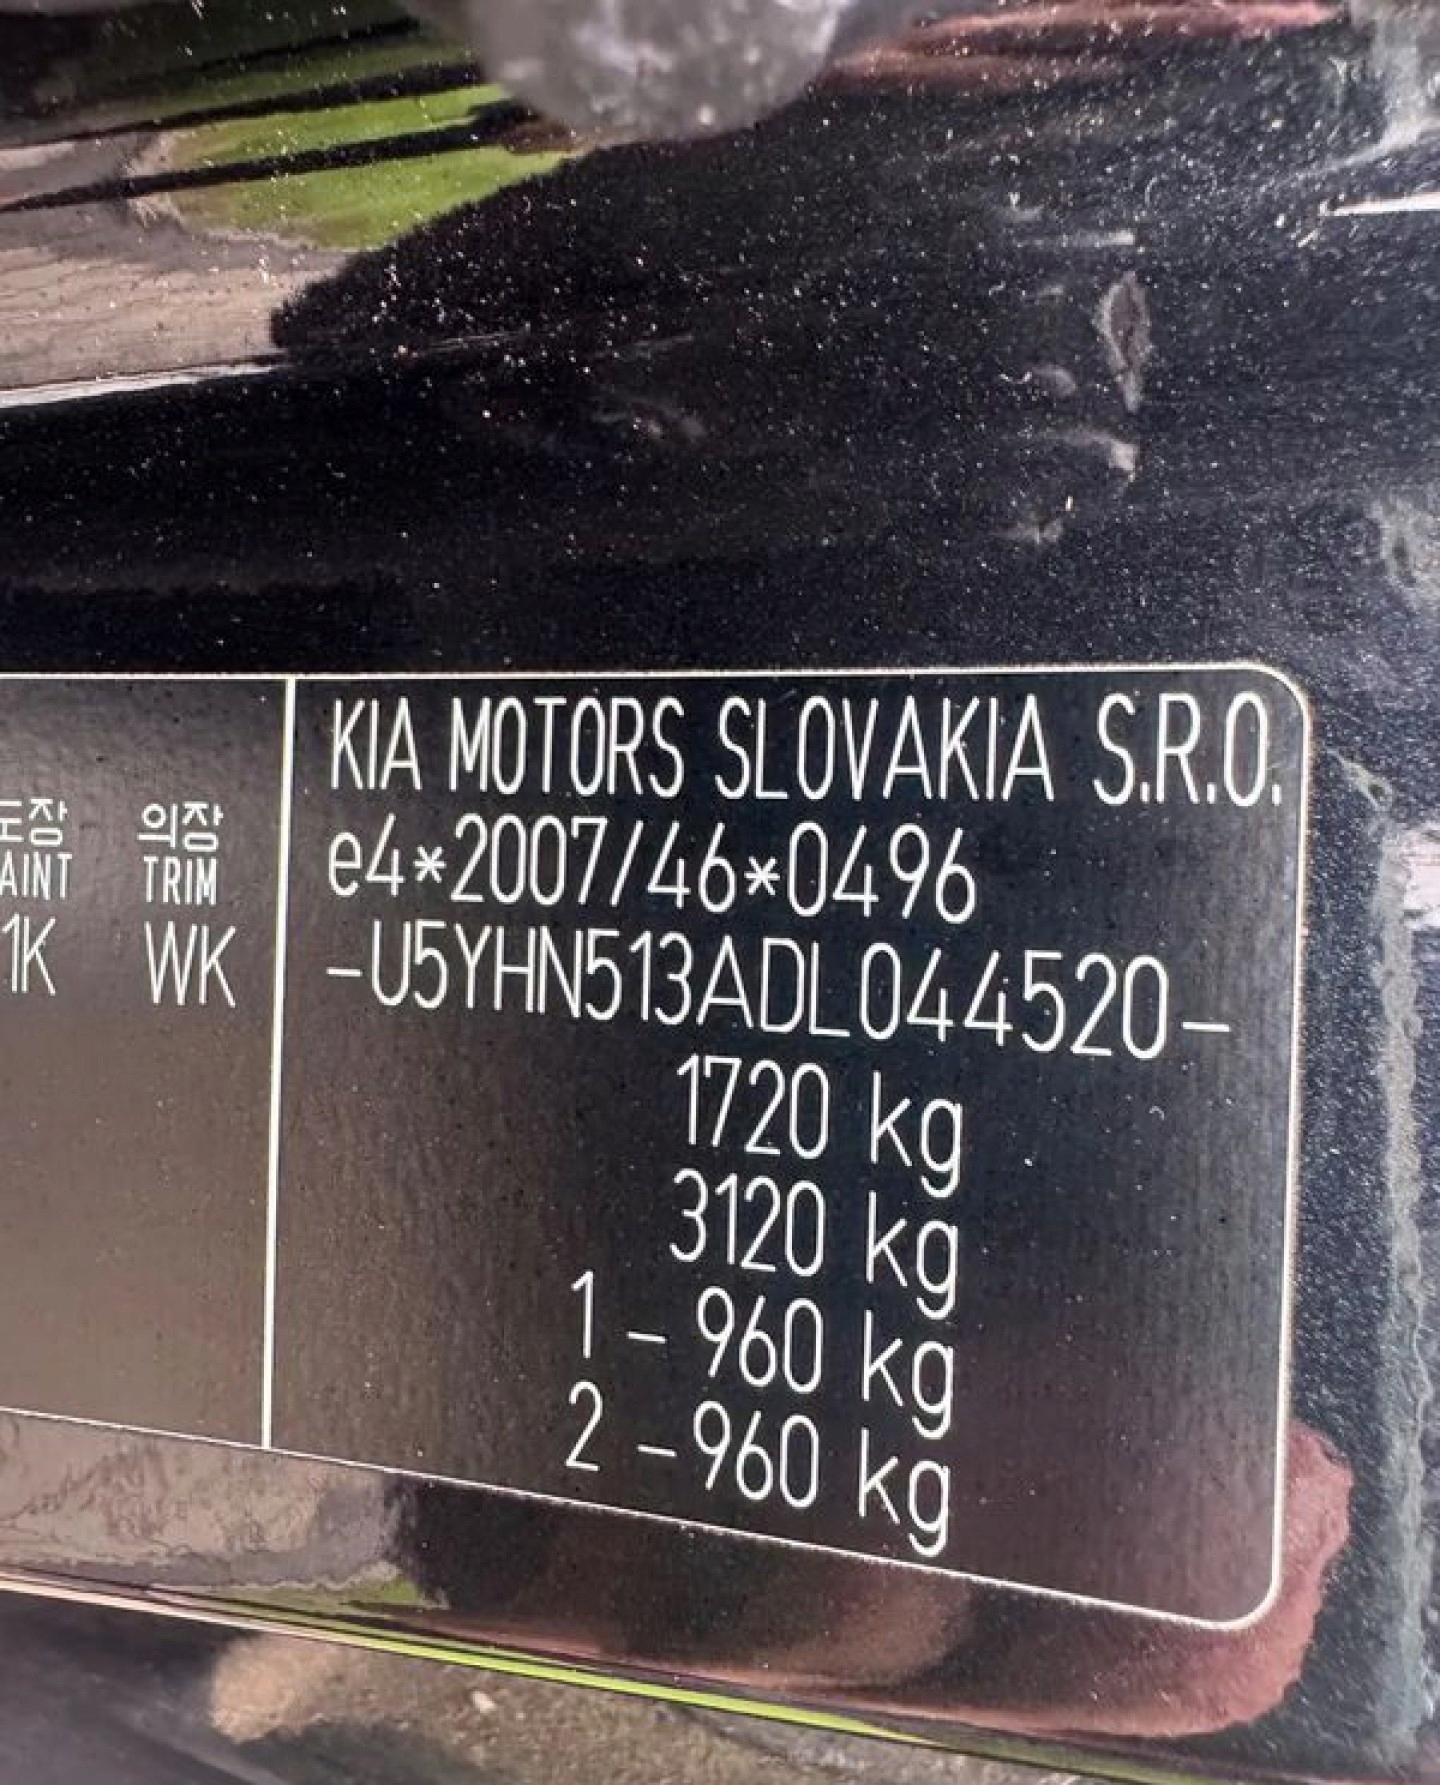 도장 의장
AINT TRIM
1K WK
KIA MOTORS SLOVAKIA S.R.O.
e4*2007/46*0496
-U5YHN513ADL044520-
1720 kg
3120 kg
1 - 960 kg
2 - 960 kg